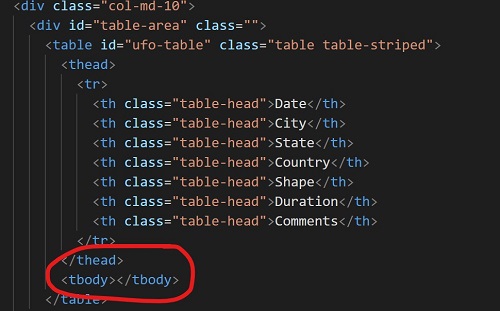 <div class="col-md-10">
<div id="table-area" class="">
<table id="ufo-table" class="table table-striped">
<thead>
<tr>
<th class="table-head">Date</th>
<th class="table-head">City</th>
<th class="table-head">State</th>
<th class="table-head">Country</th>
<th class="table-head">Shape</th>
<th class="table-head">Duration</th>
<th class="table-head">Comments</th>
</tr>
</thead>
<tbody></tbody>
</table>